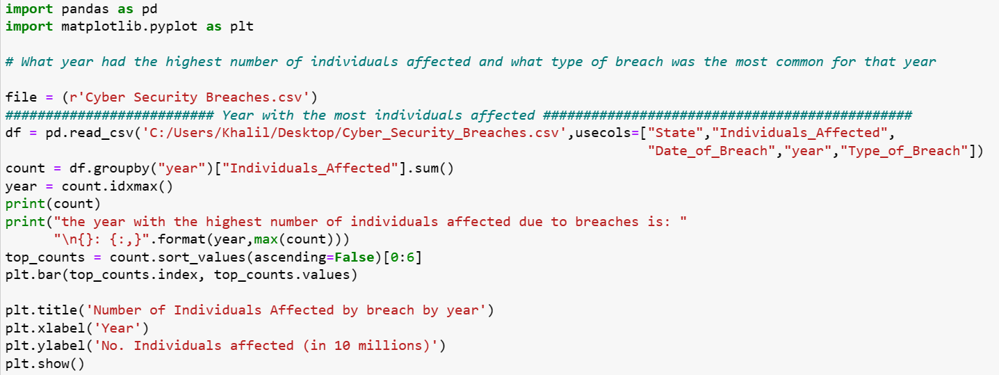 import pandas as pd
import matplotlib.pyplot as plt
# What year had the highest number of individuals affected and what type of breach was the most common for that year
file = (r'Cyber Security Breaches.csv')
########################## Year with the most individuals affected ##############################################
df = pd.read_csv('C:/Users/Khalil/Desktop/Cyber_Security_Breaches.csv',usecols=["State","Individuals_Affected",
"Date_of_Breach","year","Type_of_Breach"])
count = df.groupby("year")["Individuals_Affected"].sum()
year = count.idxmax()
print(count)
print("the year with the highest number of individuals affected due to breaches is: "
"\n{}: {:,}".format(year,max(count)))
top_counts = count.sort_values(ascending=False)[0:6]
plt.bar(top_counts.index, top_counts.values)
plt.title('Number of Individuals Affected by breach by year')
plt.xlabel('Year')
plt.ylabel('No. Individuals affected (in 10 millions)')
plt.show()